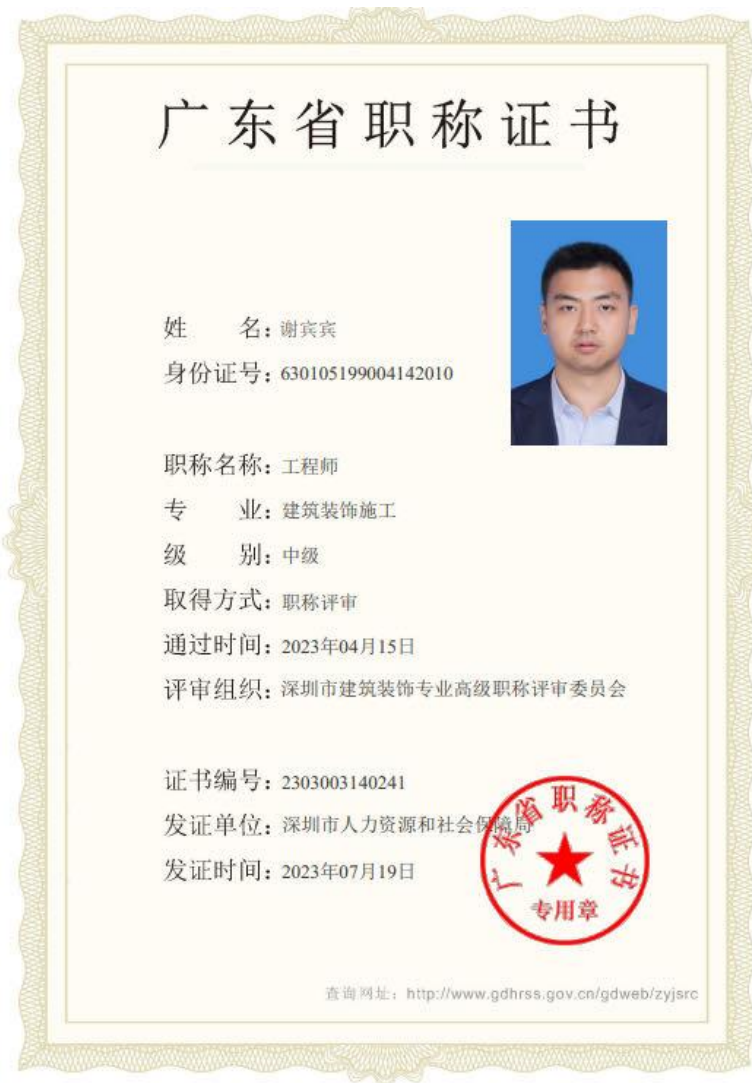 广东省职称证书
姓 名：谢宾宾
身份证号：630105199004142010
职称名称：工程师
专 业：建筑装饰施工
级 别：中级
取得方式：职称评审
通过时间：2023年04月15日
评审组织：深圳市建筑装饰专业高级职称评审委员会
证书编号：2303003140241
发证单位：深圳市人力资源和社会保障局
发证时间：2023年07月19日
广东省职称证书
专用章
查询网址：http://www.gdhrss.gov.cn/gdweb/zyjsrc